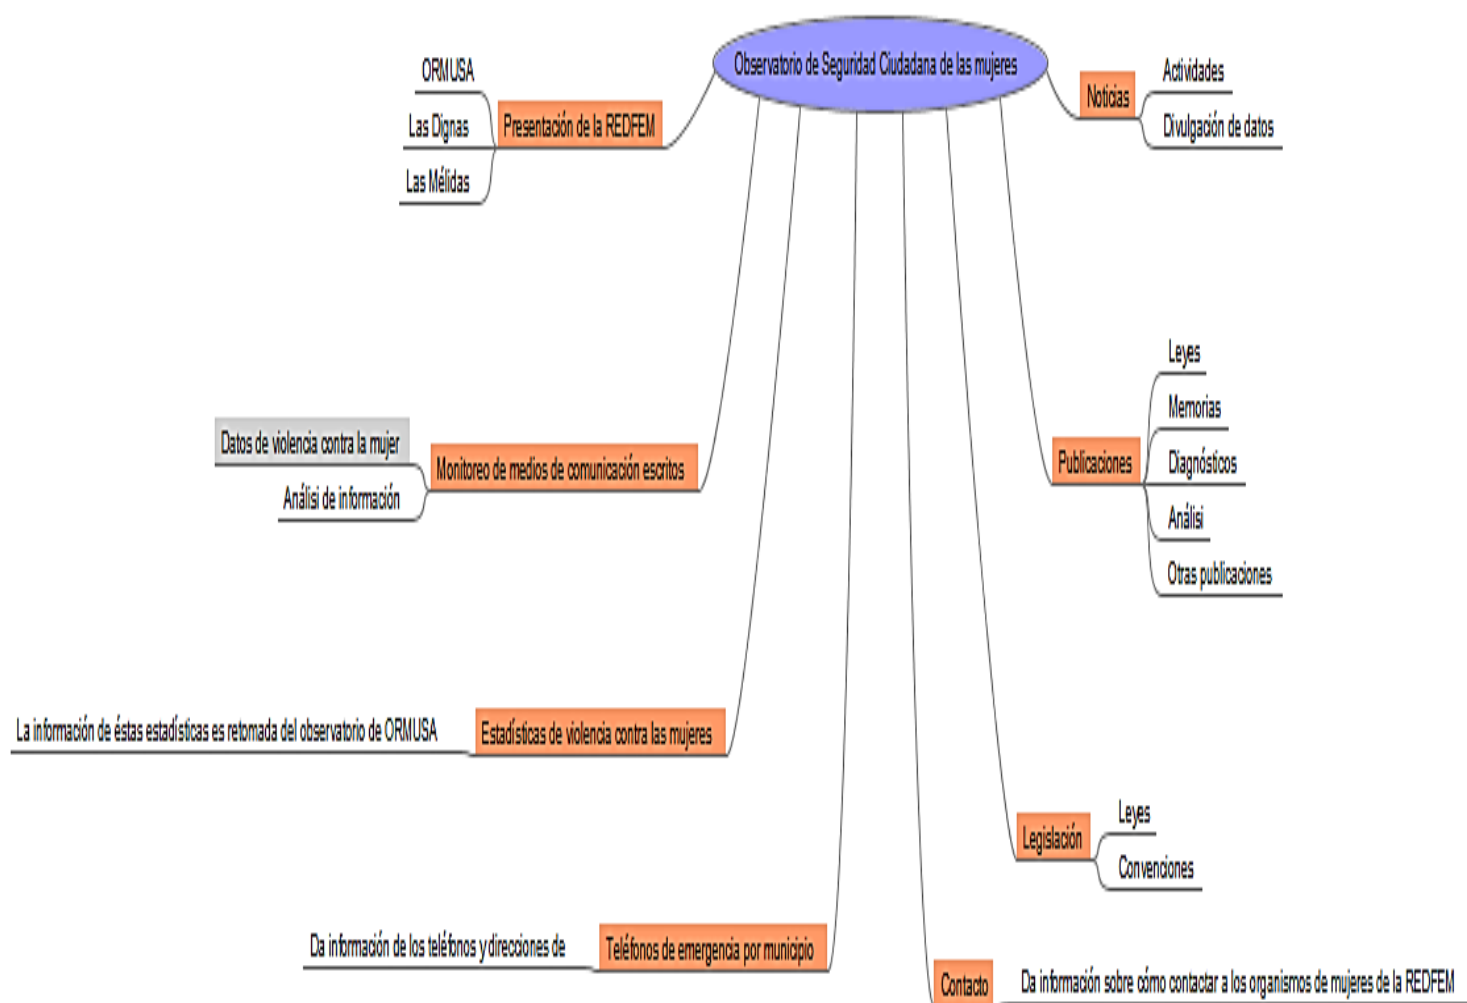 Observatorio de Seguridad Ciudadana de las mujeres
Presentación de la REDFEM
ORMUSA
Las Dignas
Las Mélidas
Monitoreo de medios de comunicación escritos
Datos de violencia contra la mujer
Análisi de información
Estadísticas de violencia contra las mujeres
La información de éstas estadísticas es retomada del observatorio de ORMUSA
Teléfonos de emergencia por municipio
Da información de los teléfonos y direcciones de
Noticias
Actividades
Divulgación de datos
Publicaciones
Leyes
Memorias
Diagnósticos
Análisi
Otras publicaciones
Legislación
Leyes
Convenciones
Contacto
Da información sobre cómo contactar a los organismos de mujeres de la REDFEM